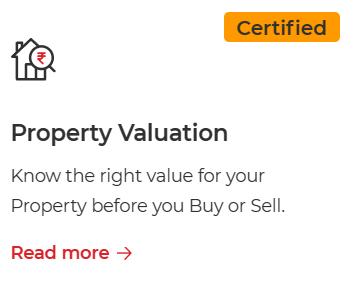 Certified
₹
Property Valuation
Know the right value for your
Property before you Buy or Sell.
Read more →